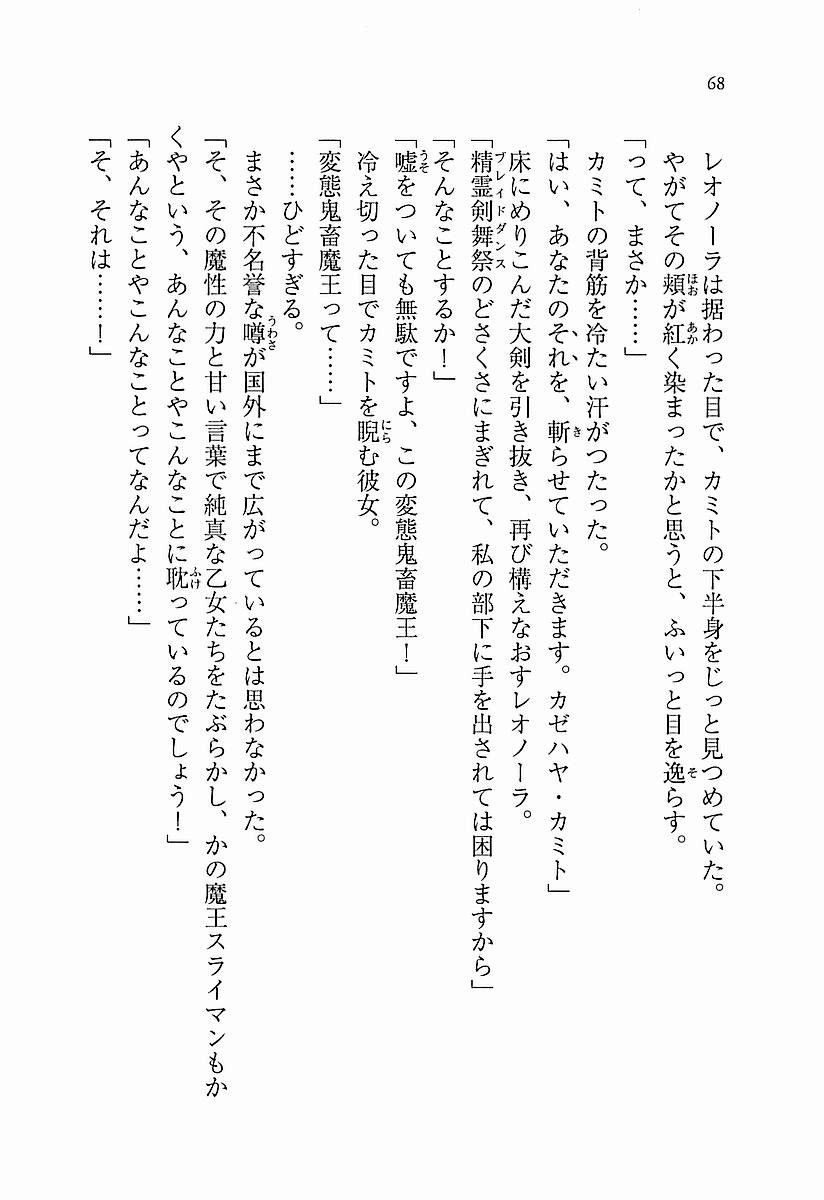 68
レオノーラは据わった目で、カミトの下半身をじっと見つめていた。
やがてその頬が紅く染まったかと思うと、ふいっと目を逸らす。
「って、まさか……」
カミトの背筋を冷たい汗がつたった。
「はい、あなたのそれを、斬らせていただきます。カゼハヤ・カミト」
床にめりこんだ大剣を引き抜き、再び構えなおすレオノーラ。
「精霊剣舞祭のどさくさにまぎれて、私の部下に手を出されては困りますから」
「そんなことするか！」
「嘘をついても無駄ですよ、この変態鬼畜魔王！」
冷え切った目でカミトを睨む彼女。
「変態鬼畜魔王って……」
……ひどすぎる。
まさか不名誉な噂が国外にまで広がっているとは思わなかった。
「そ、その魔性の力と甘い言葉で純真な乙女たちをたぶらかし、かの魔王スライマンもか
くやという、あんなことやこんなことに耽っているのでしょう！」
「あんなことやこんなことってなんだよ……」
「そ、それは……！」